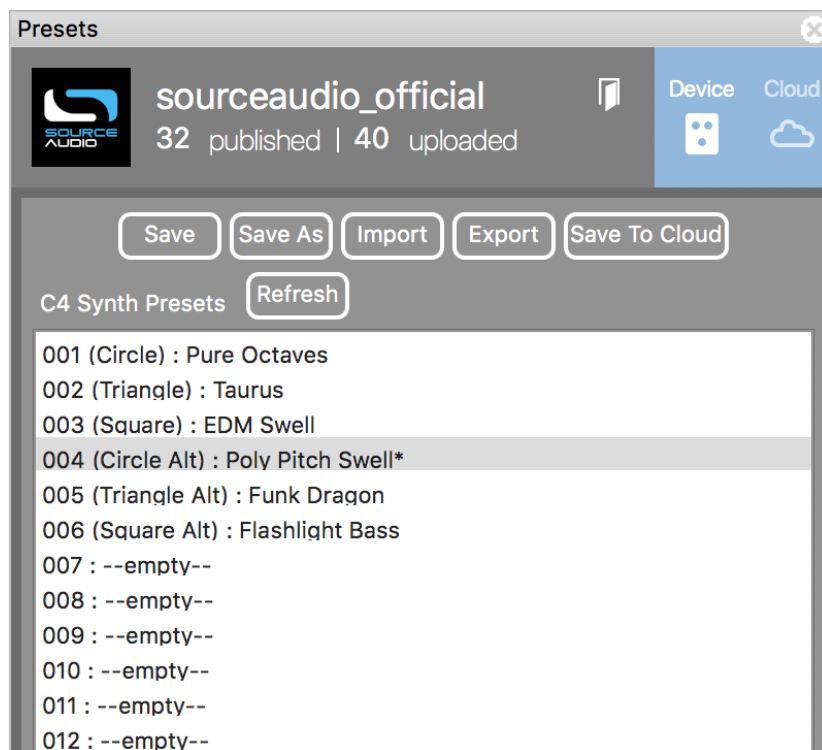 Presets
SOURCE
AUDIO
sourceaudio_official
32 published | 40 uploaded
Device
Cloud
Save
Save As
Import
Export
Save To Cloud
C4 Synth Presets
Refresh
001 (Circle) : Pure Octaves
002 (Triangle) : Taurus
003 (Square) : EDM Swell
004 (Circle Alt) : Poly Pitch Swell*
005 (Triangle Alt) : Funk Dragon
006 (Square Alt) : Flashlight Bass
007 : --empty--
008 : --empty--
009 : --empty--
010 : --empty--
011 : --empty--
012 : --empty--